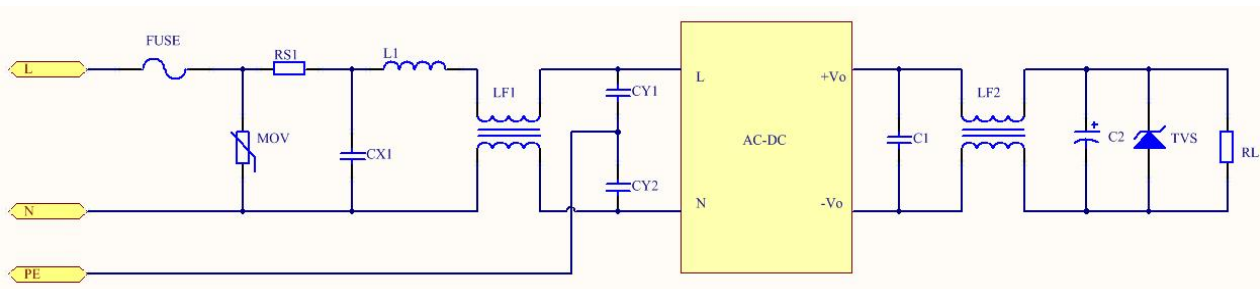 FUSE
L
RS1
L1
LF1
MOV
CX1
CY1
CY2
L
N
AC-DC
+Vo
-Vo
C1
LF2
C2
+
TVS
RL
N
PE